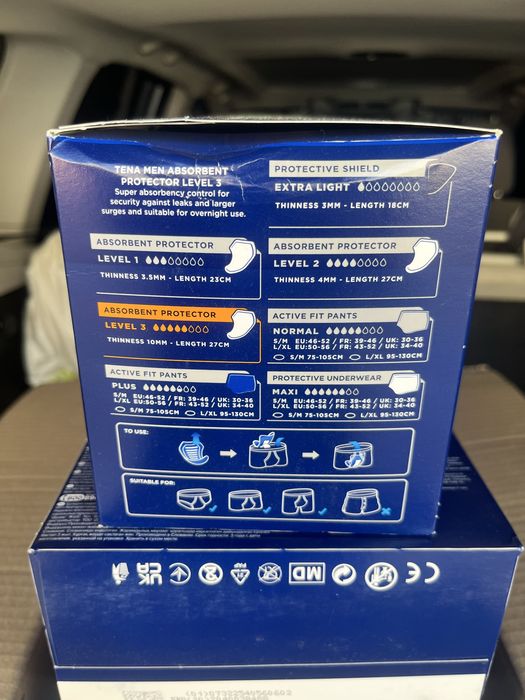 TENA MEN ABSORBENT
PROTECTOR LEVEL 3
Super absorbency control for
security against leaks and larger
surges and suitable for overnight use.
PROTECTIVE SHIELD
EXTRA LIGHT
THINNESS 3MM - LENGTH 18CM
ABSORBENT PROTECTOR
LEVEL 1
THINNESS 3.5MM - LENGTH 23CM
ABSORBENT PROTECTOR
LEVEL 2
THINNESS 4MM - LENGTH 27CM
ABSORBENT PROTECTOR
LEVEL 3
THINNESS 10MM - LENGTH 27CM
ACTIVE FIT PANTS
NORMAL
S/M EU:46-52 / FR: 39-46 / UK: 30-36
L/XL EU:50-56 / FR: 43-52 / UK: 34-40
S/M 75-105CM L/XL 95-130CM
ACTIVE FIT PANTS
PLUS
S/M EU:46-52 / FR: 39-46 / UK: 30-36
L/XL EU:50-56 / FR: 43-52 / UK: 34-40
S/M 75-105CM L/XL 95-130CM
PROTECTIVE UNDERWEAR
MAXI
S/M EU:46-52 / FR: 39-46 / UK: 30-36
L/XL EU:50-56 / FR: 43-52 / UK: 34-40
S/M 75-105CM L/XL 95-130CM
TO USE:
SUITABLE FOR:
CE
MD
UK CA